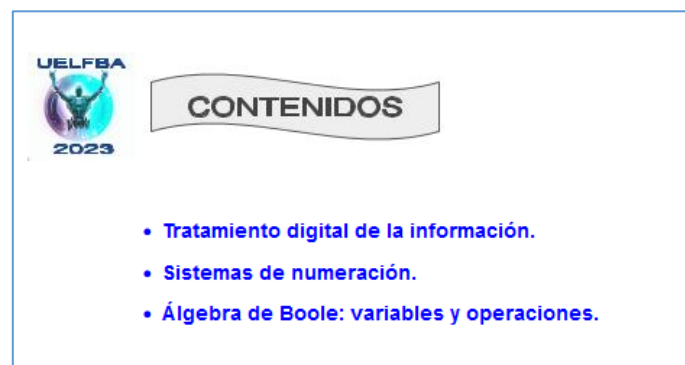 UELFBA
2023
CONTENIDOS
• Tratamiento digital de la información.
• Sistemas de numeración.
• Álgebra de Boole: variables y operaciones.